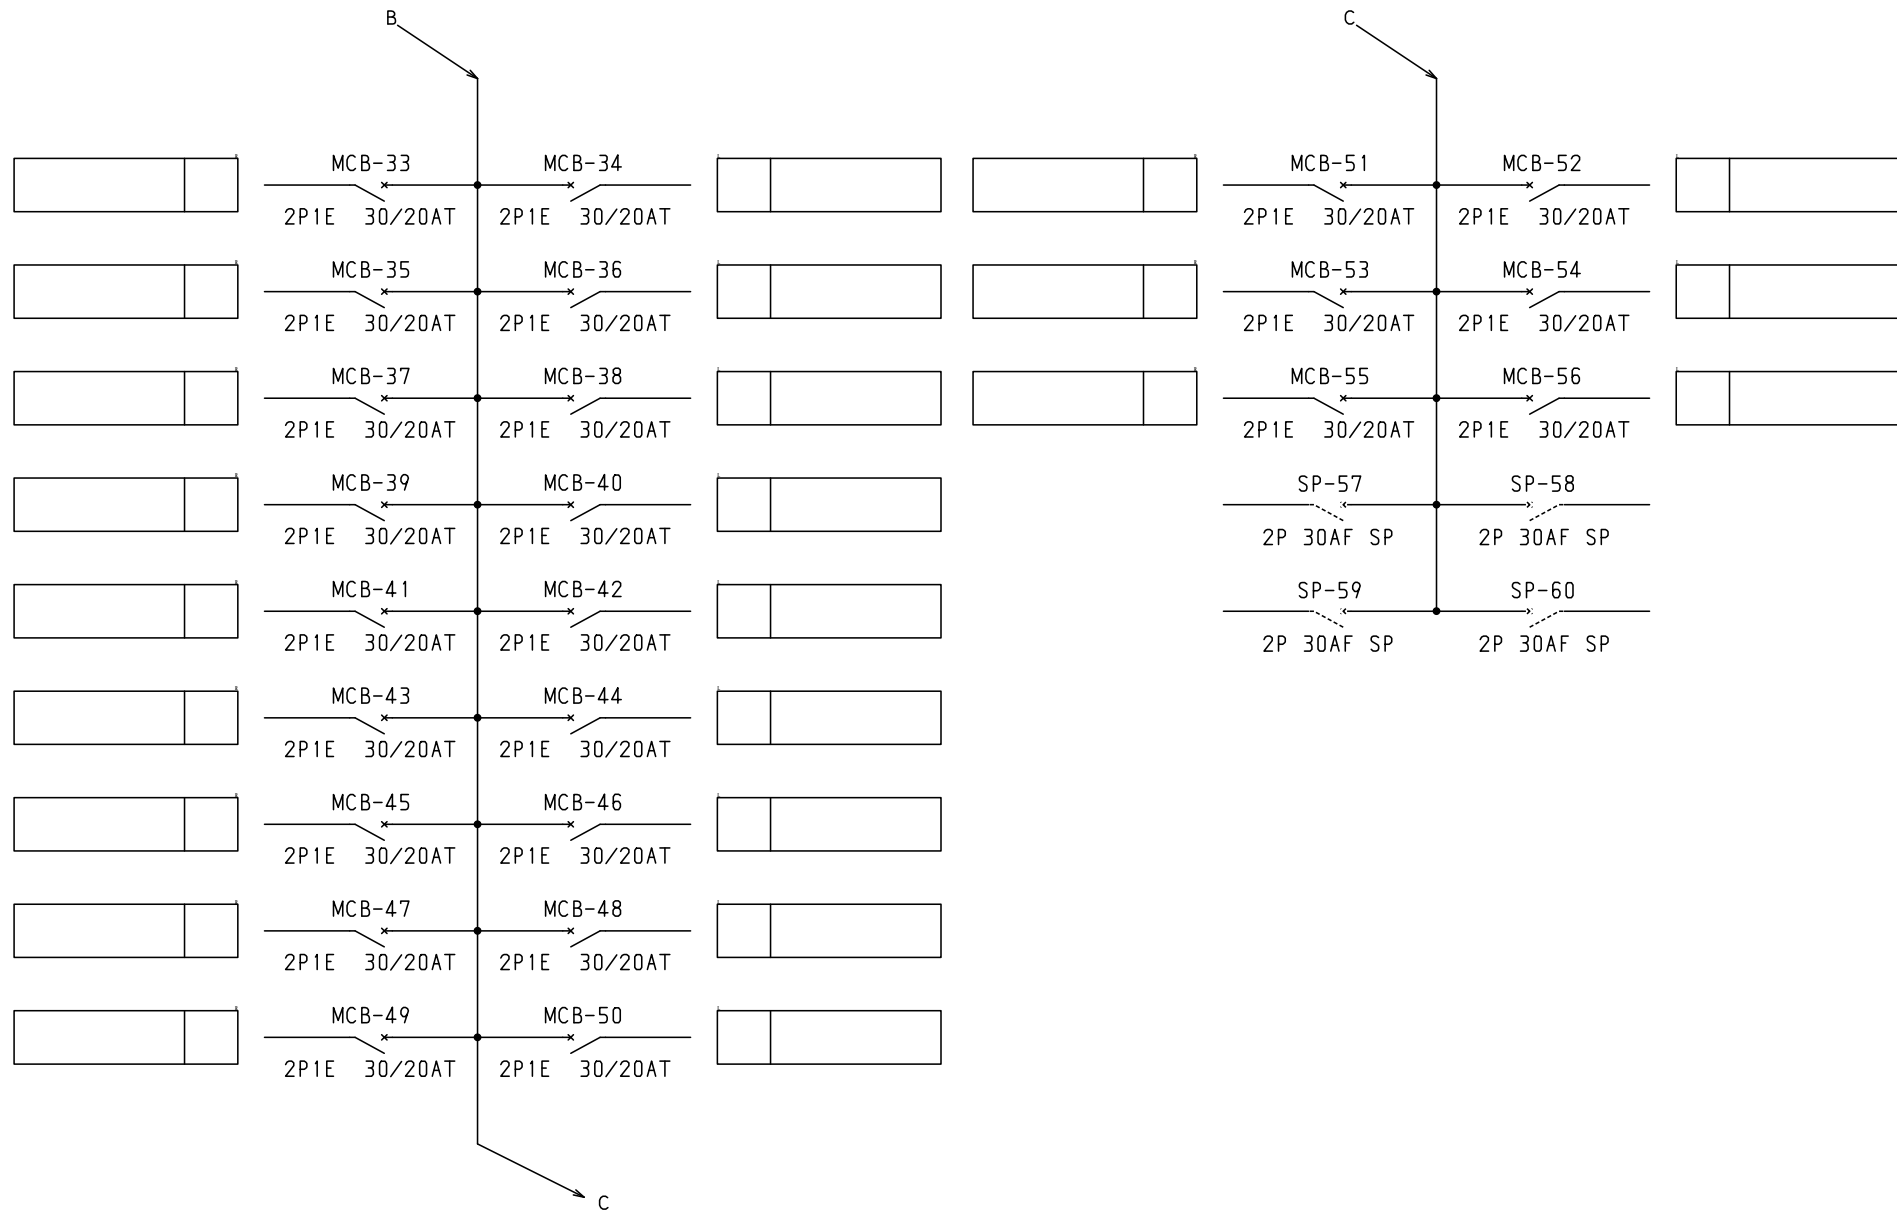 B
MCB-33 MCB-34
2P1E 30/20AT 2P1E 30/20AT
MCB-35 MCB-36
2P1E 30/20AT 2P1E 30/20AT
MCB-37 MCB-38
2P1E 30/20AT 2P1E 30/20AT
MCB-39 MCB-40
2P1E 30/20AT 2P1E 30/20AT
MCB-41 MCB-42
2P1E 30/20AT 2P1E 30/20AT
MCB-43 MCB-44
2P1E 30/20AT 2P1E 30/20AT
MCB-45 MCB-46
2P1E 30/20AT 2P1E 30/20AT
MCB-47 MCB-48
2P1E 30/20AT 2P1E 30/20AT
MCB-49 MCB-50
2P1E 30/20AT 2P1E 30/20AT
C
C
MCB-51 MCB-52
2P1E 30/20AT 2P1E 30/20AT
MCB-53 MCB-54
2P1E 30/20AT 2P1E 30/20AT
MCB-55 MCB-56
2P1E 30/20AT 2P1E 30/20AT
SP-57 SP-58
2P 30AF SP 2P 30AF SP
SP-59 SP-60
2P 30AF SP 2P 30AF SP